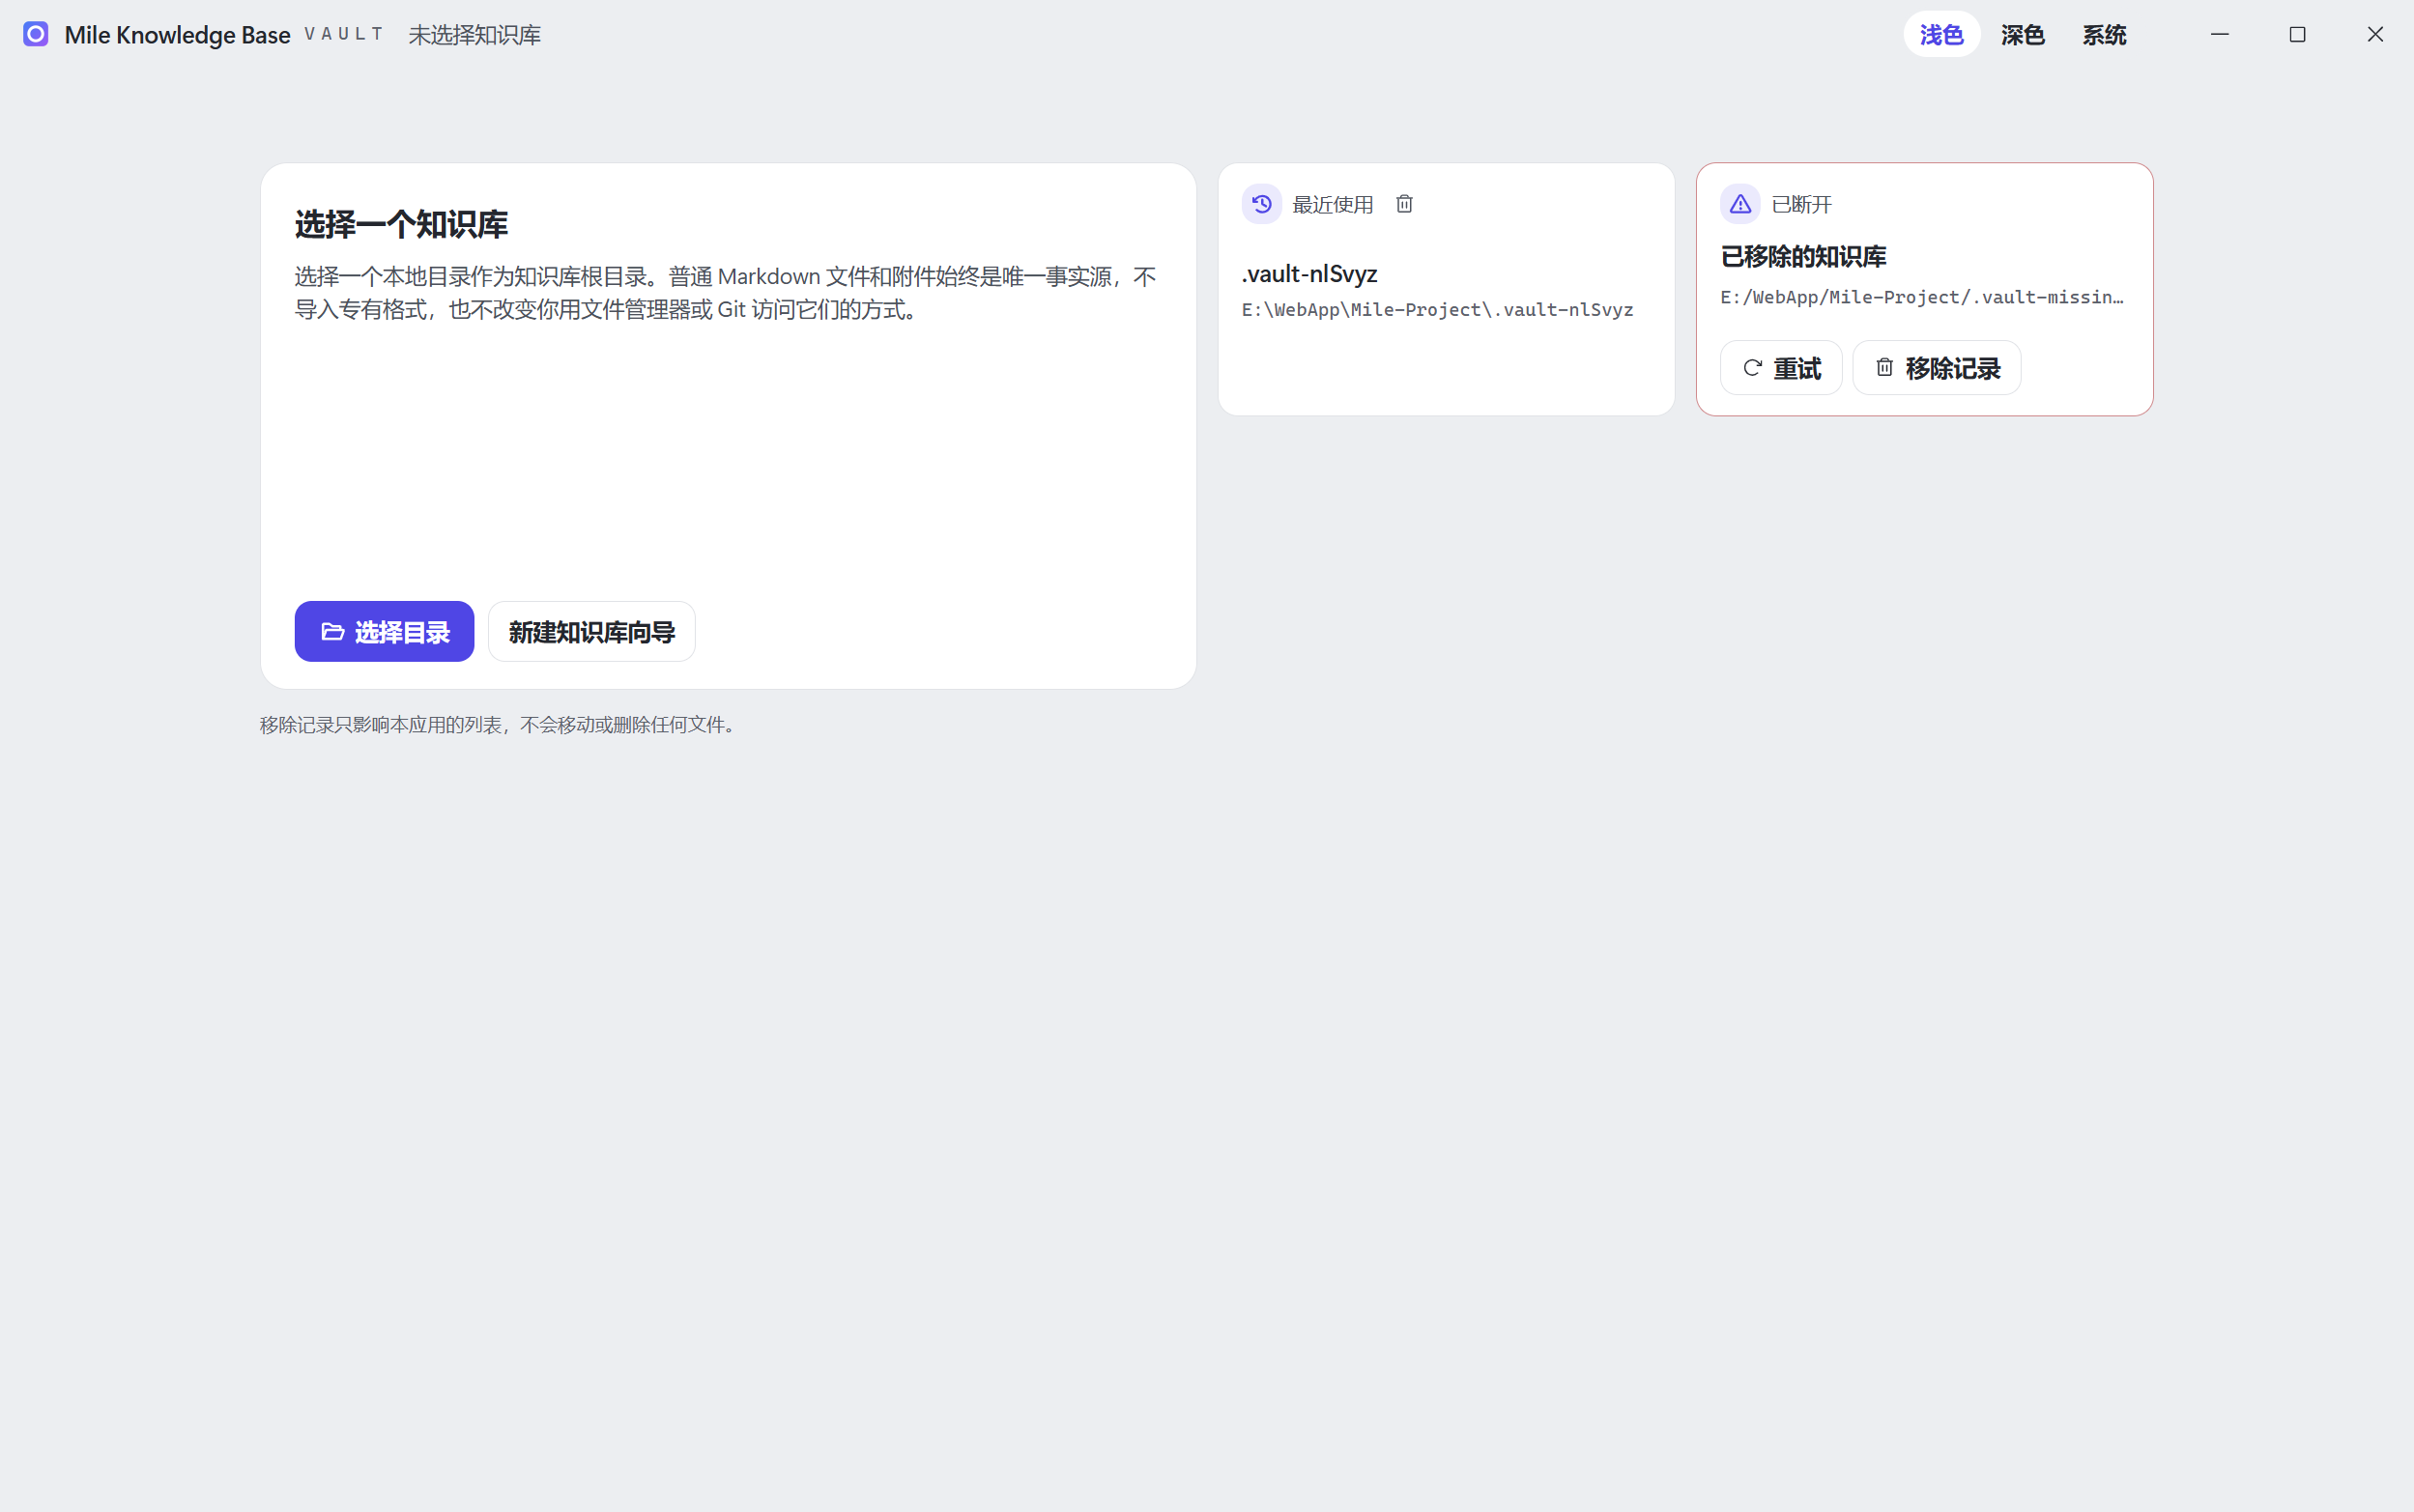 Mile Knowledge Base VAULT 未选择知识库
浅色 深色 系统
选择一个知识库
选择一个本地目录作为知识库根目录。普通 Markdown 文件和附件始终是唯一事实源，不
导入专有格式，也不改变你用文件管理器或 Git 访问它们的方式。
选择目录 新建知识库向导
最近使用
.vault-nlSvyz
E:\WebApp\Mile-Project\.vault-nlSvyz
已断开
已移除的知识库
E:/WebApp/Mile-Project/.vault-missin…
重试 移除记录
移除记录只影响本应用的列表，不会移动或删除任何文件。